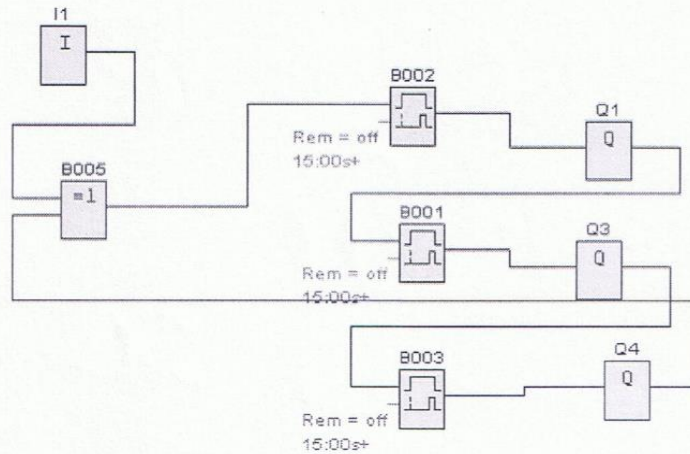 I1
I
B002
Q1
Q
Rem = off
15:00s+
B005
=1
B001
Q3
Q
Rem = off
15:00s+
B003
Q4
Q
Rem = off
15:00s+